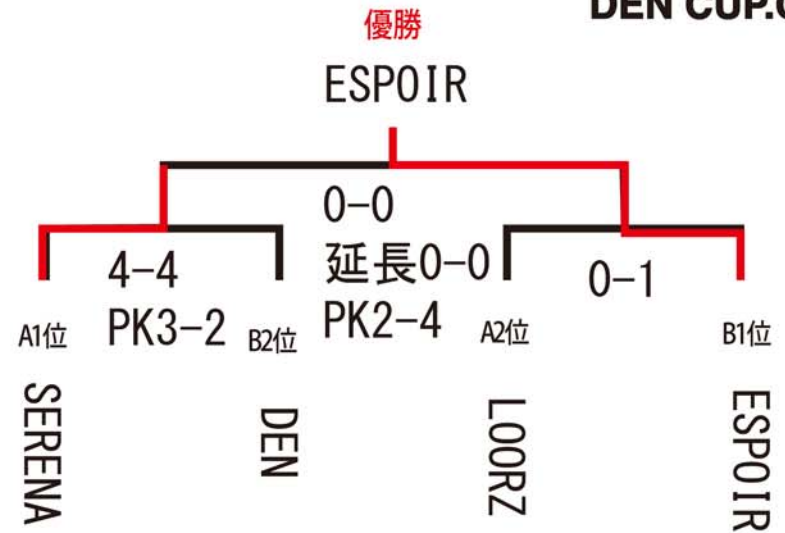 DEN CUP.
優勝
ESPOIR
0-0
延長0-0
PK2-4
4-4
PK3-2
0-1
A1位
B2位
A2位
B1位
SERENA
DEN
LOORZ
ESPOIR